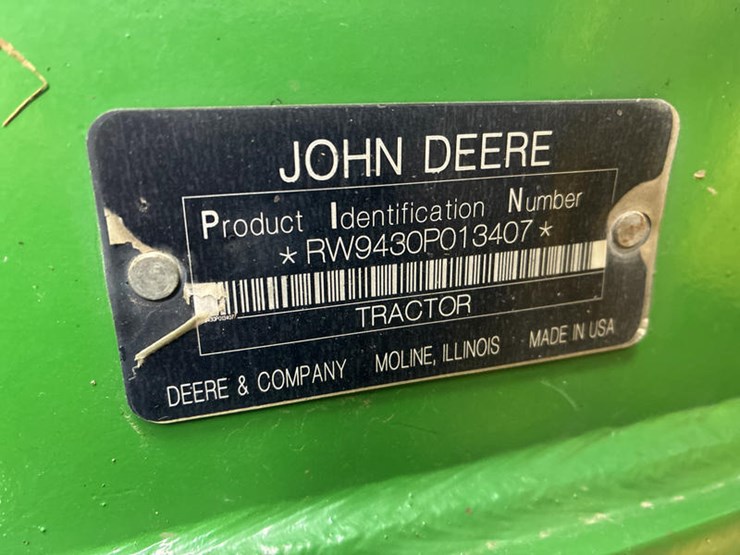 JOHN DEERE
Product Identification Number
*RW9430P013407*
TRACTOR
DEERE & COMPANY MOLINE, ILLINOIS MADE IN USA